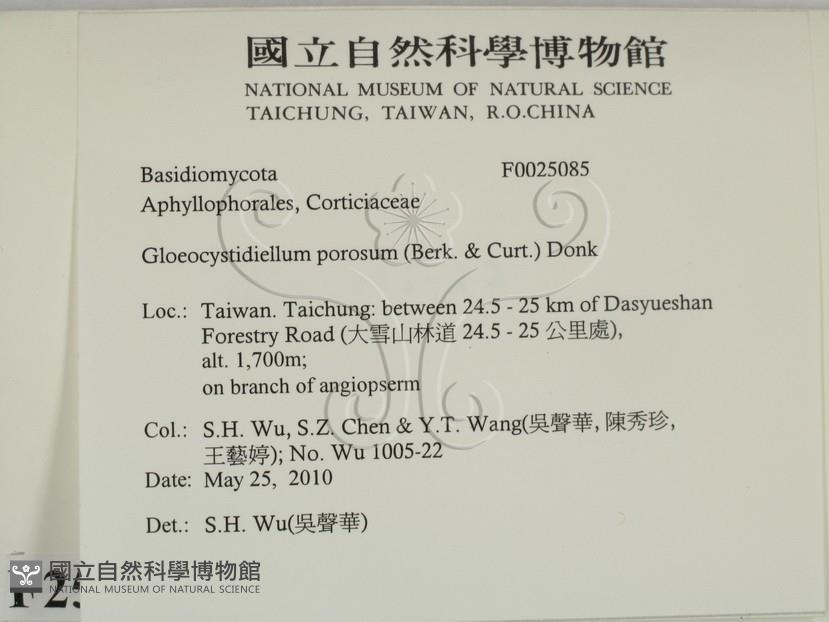 國立自然科學博物館
NATIONAL MUSEUM OF NATURAL SCIENCE
TAICHUNG, TAIWAN, R.O.CHINA
Basidiomycota F0025085
Aphyllophorales, Corticiaceae
Gloeocystidiellum porosum (Berk. & Curt.) Donk
Loc.: Taiwan. Taichung: between 24.5 - 25 km of Dasyueshan
Forestry Road (大雪山林道 24.5 - 25 公里處),
alt. 1,700m;
on branch of angiopserm
Col.: S.H. Wu, S.Z. Chen & Y.T. Wang(吳聲華, 陳秀珍,
王藝婷); No. Wu 1005-22
Date: May 25, 2010
Det.: S.H. Wu(吳聲華)
國立自然科學博物館
NATIONAL MUSEUM OF NATURAL SCIENCE